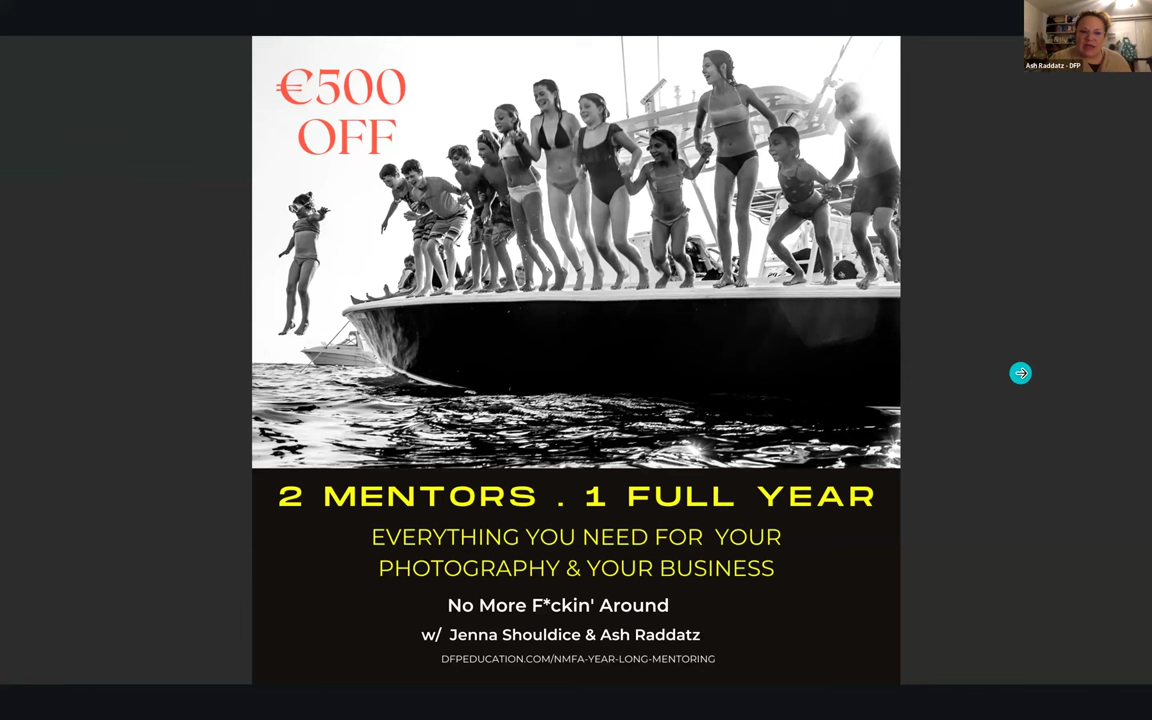 Ash Raddatz - DFP
€500
OFF
2 MENTORS . 1 FULL YEAR
EVERYTHING YOU NEED FOR YOUR
PHOTOGRAPHY & YOUR BUSINESS
No More F*ckin' Around
w/ Jenna Shouldice & Ash Raddatz
DFPEDUCATION.COM/NMFA-YEAR-LONG-MENTORING